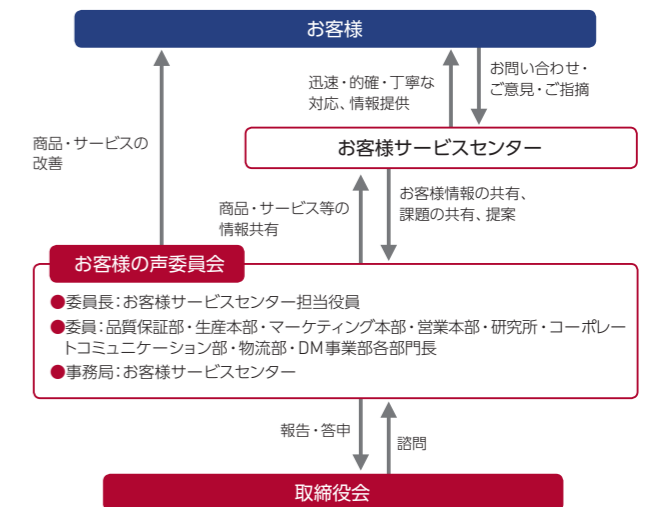 お客様
迅速・的確・丁寧な
対応、情報提供
お問い合わせ・
ご意見・ご指摘
商品・サービスの
改善
お客様サービスセンター
商品・サービス等の
情報共有
お客様情報の共有、
課題の共有、提案
お客様の声委員会
●委員長：お客様サービスセンター担当役員
●委員：品質保証部・生産本部・マーケティング本部・営業本部・研究所・コーポレー
トコミュニケーション部・物流部・DM事業部各部門長
●事務局：お客様サービスセンター
報告・答申
諮問
取締役会